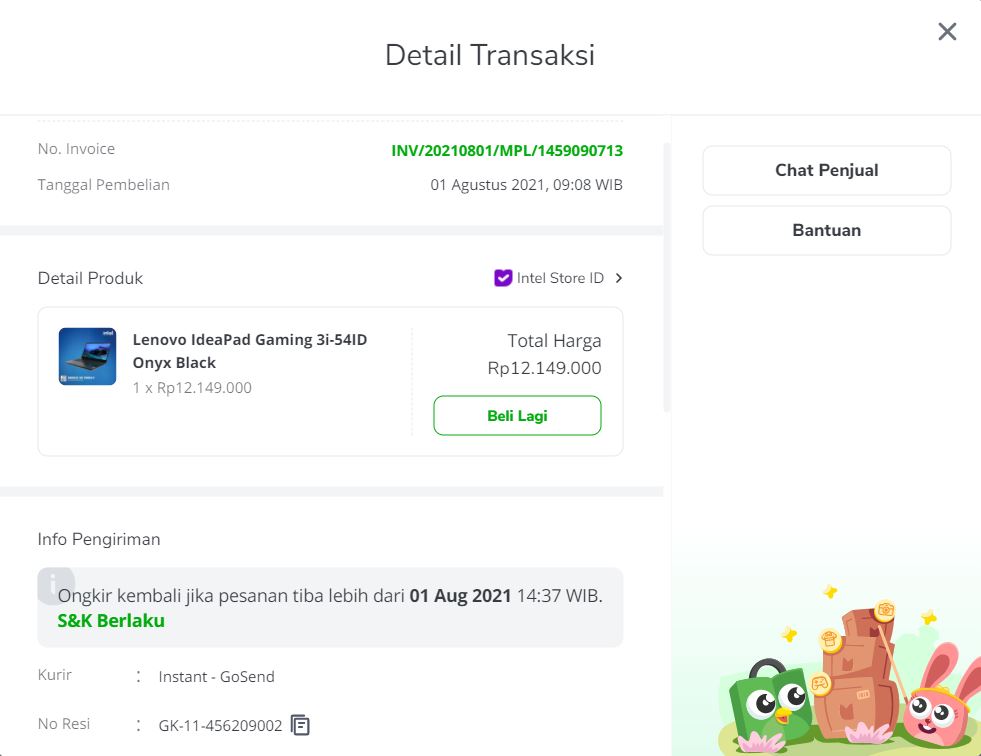 Detail Transaksi
No. Invoice
INV/20210801/MPL/1459090713
Tanggal Pembelian
01 Agustus 2021, 09:08 WIB
Detail Produk
Intel Store ID
Lenovo IdeaPad Gaming 3i-54ID
Onyx Black
1 x Rp12.149.000
Total Harga
Rp12.149.000
Beli Lagi
Info Pengiriman
Ongkir kembali jika pesanan tiba lebih dari 01 Aug 2021 14:37 WIB.
S&K Berlaku
Kurir : Instant - GoSend
No Resi : GK-11-456209002
Chat Penjual
Bantuan